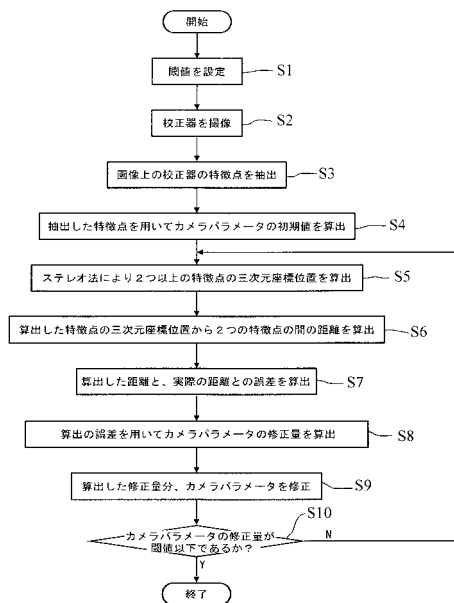 開始
閾値を設定
S1
校正器を撮像
S2
画像上の校正器の特徴点を抽出
S3
抽出した特徴点を用いてカメラパラメータの初期値を算出
S4
ステレオ法により2つ以上の特徴点の三次元座標位置を算出
S5
算出した特徴点の三次元座標位置から2つの特徴点の間の距離を算出
S6
算出した距離と、実際の距離との誤差を算出
S7
算出の誤差を用いてカメラパラメータの修正量を算出
S8
算出した修正量分、カメラパラメータを修正
S9
カメラパラメータの修正量が
閾値以下であるか?
S10
N
Y
終了